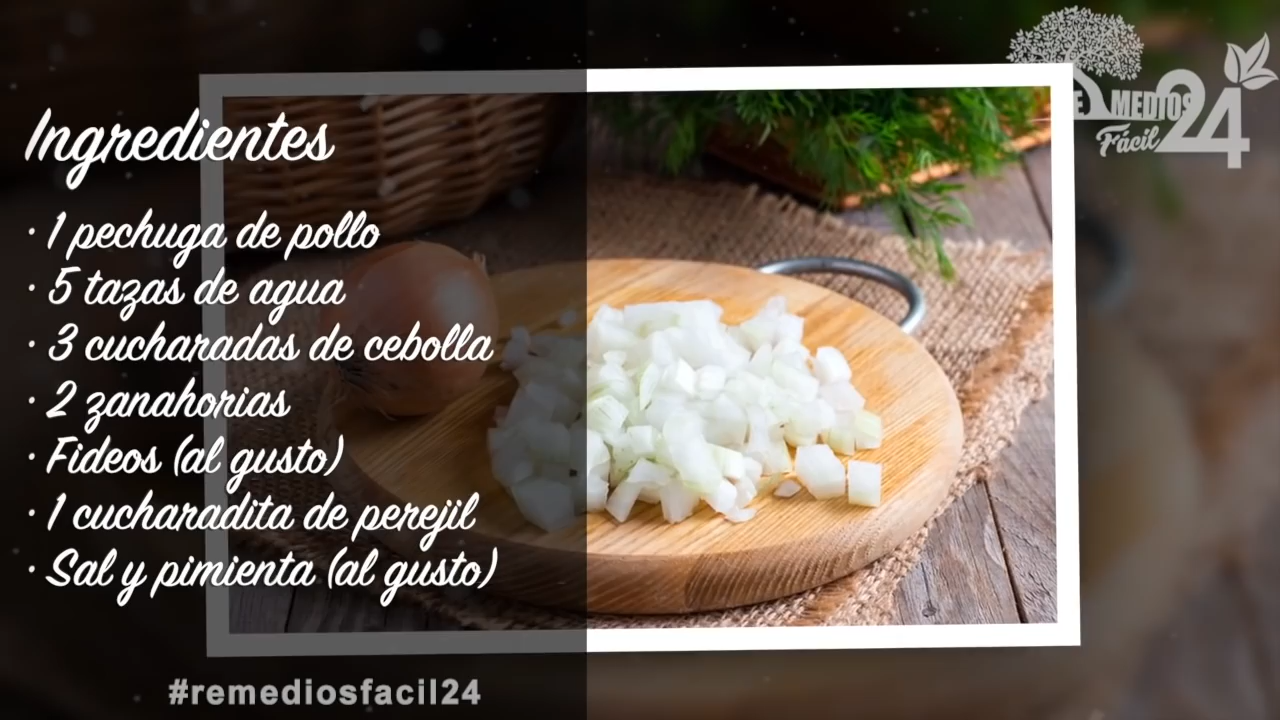 Ingredientes
· 1 pechuga de pollo
· 5 tazas de agua
· 3 cucharadas de cebolla
· 2 zanahorias
· Fideos (al gusto)
· 1 cucharadita de perejil
· Sal y pimienta (al gusto)
#remediosfacil24
REMEDIOS
Fácil 24